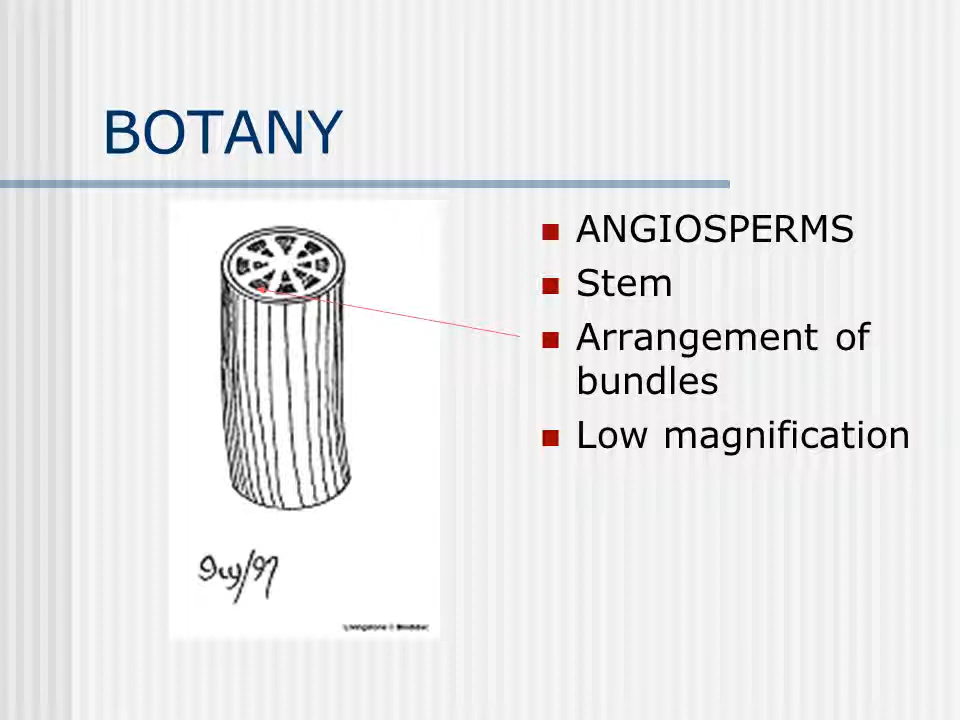 BOTANY
ANGIOSPERMS
Stem
Arrangement of
bundles
Low magnification